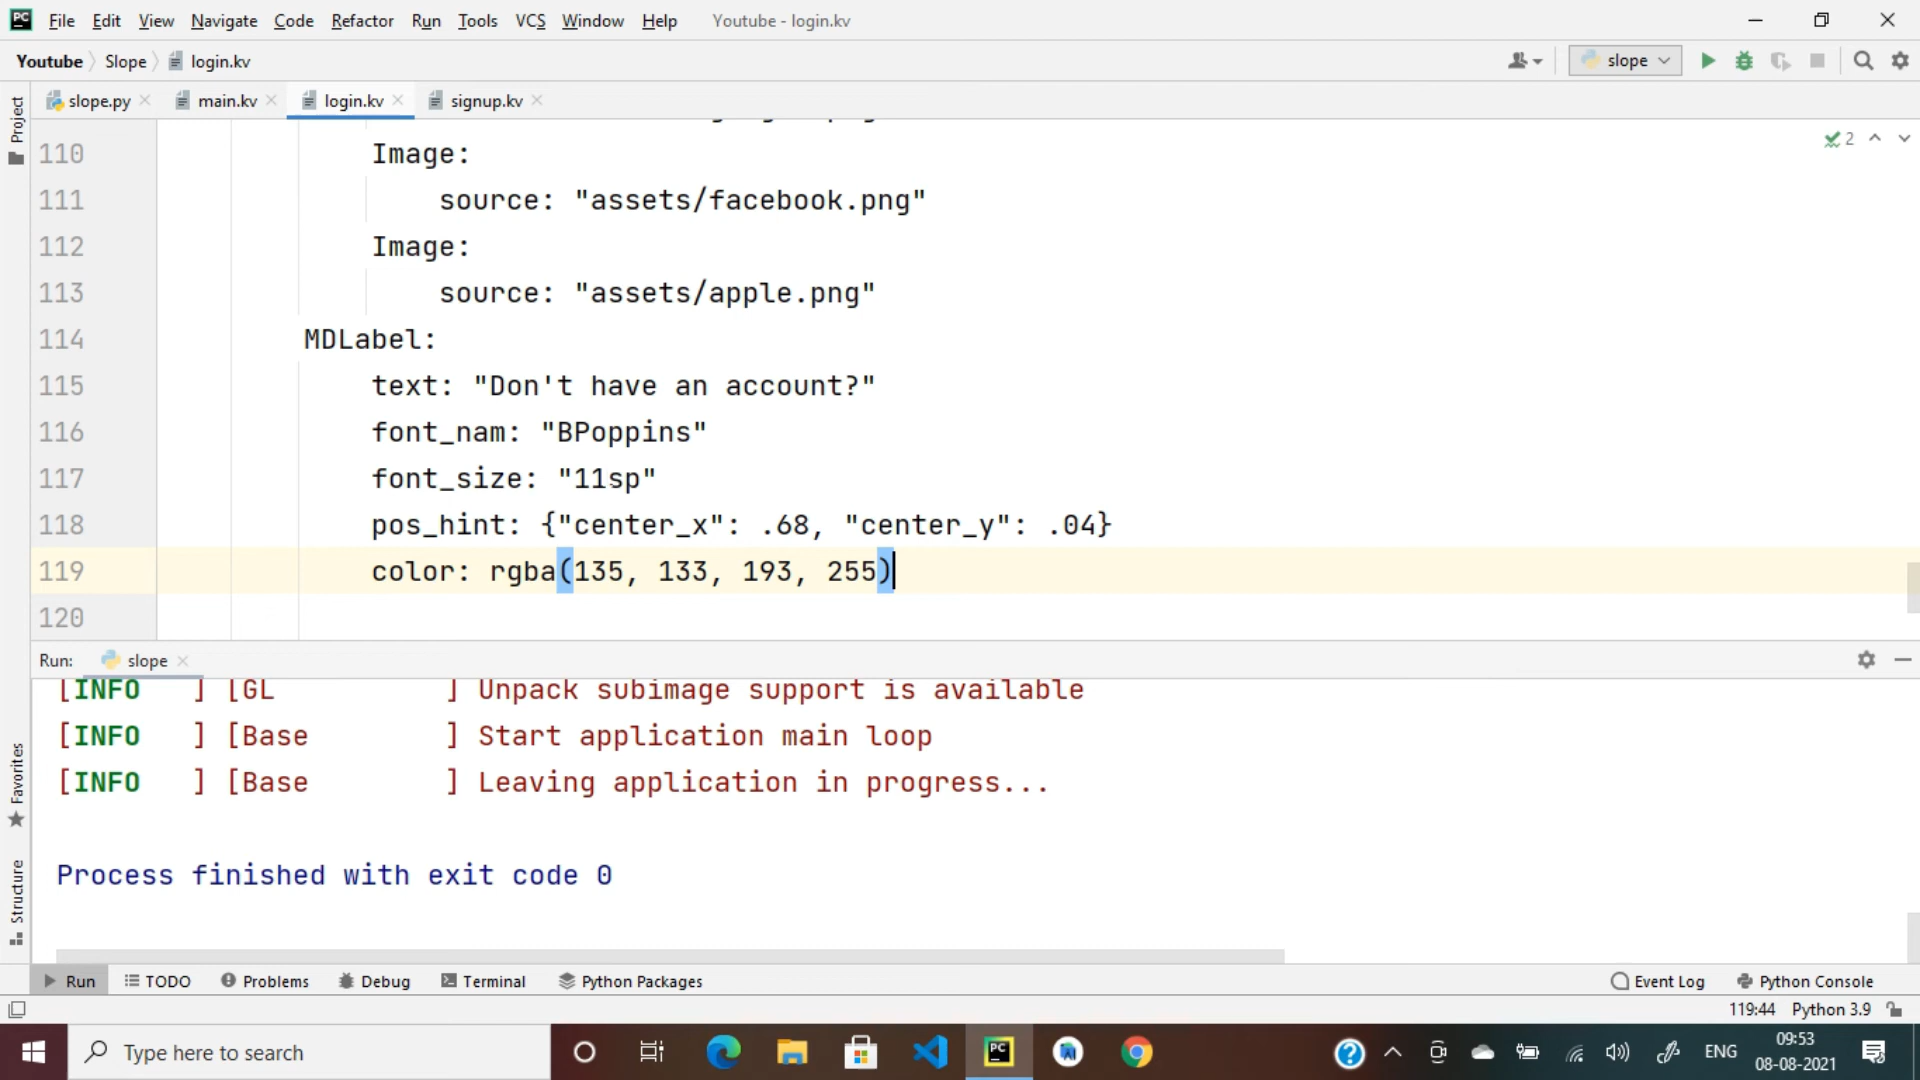 PC File Edit View Navigate Code Refactor Run Tools VCS Window Help Youtube - login.kv
Youtube Slope login.kv slope
slope.py main.kv login.kv signup.kv
Project
2
110 Image:
111 source: "assets/facebook.png"
112 Image:
113 source: "assets/apple.png"
114 MDLabel:
115 text: "Don't have an account?"
116 font_nam: "BPoppins"
117 font_size: "11sp"
118 pos_hint: {"center_x": .68, "center_y": .04}
119 color: rgba(135, 133, 193, 255)
120
Run: slope
[INFO ] [GL ] Unpack subimage support is available
[INFO ] [Base ] Start application main loop
[INFO ] [Base ] Leaving application in progress...
Process finished with exit code 0
Favorites
Structure
Run TODO Problems Debug Terminal Python Packages Event Log Python Console
119:44 Python 3.9
Type here to search PC ENG 09:53
08-08-2021